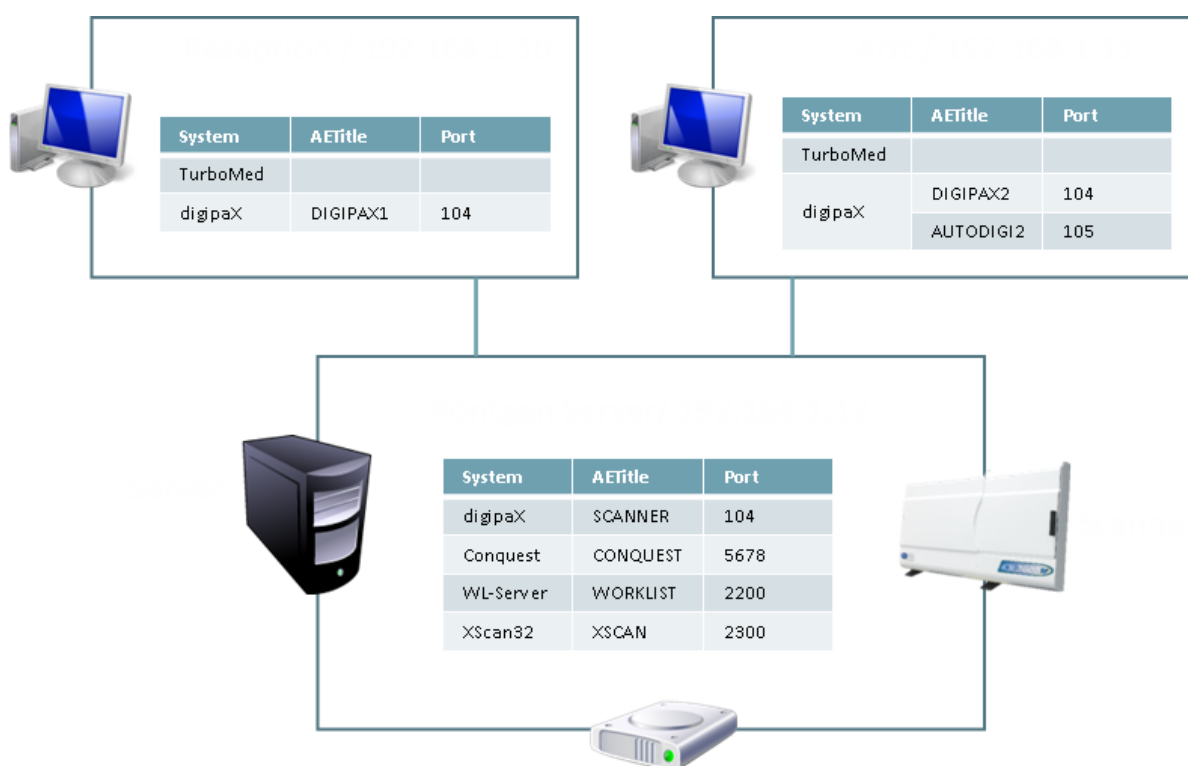 System AETitle Port
TurboMed
digipaX DIGIPAX1 104
System AETitle Port
TurboMed
digipaX DIGIPAX2 104
AUTODIGI2 105
System AETitle Port
digipaX SCANNER 104
Conquest CONQUEST 5678
WL-Server WORKLIST 2200
XScan32 XSCAN 2300